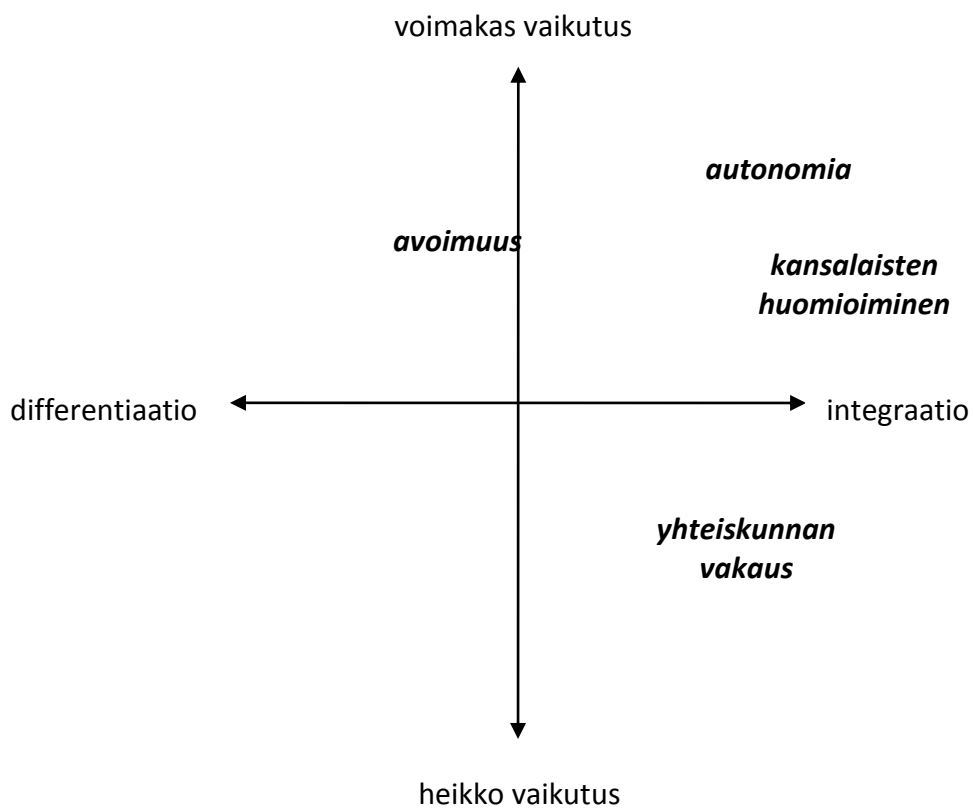 voimakas vaikutus
autonomia
avoimuus
kansalaisten
huomioiminen
differentiaatio
integraatio
yhteiskunnan
vakaus
heikko vaikutus